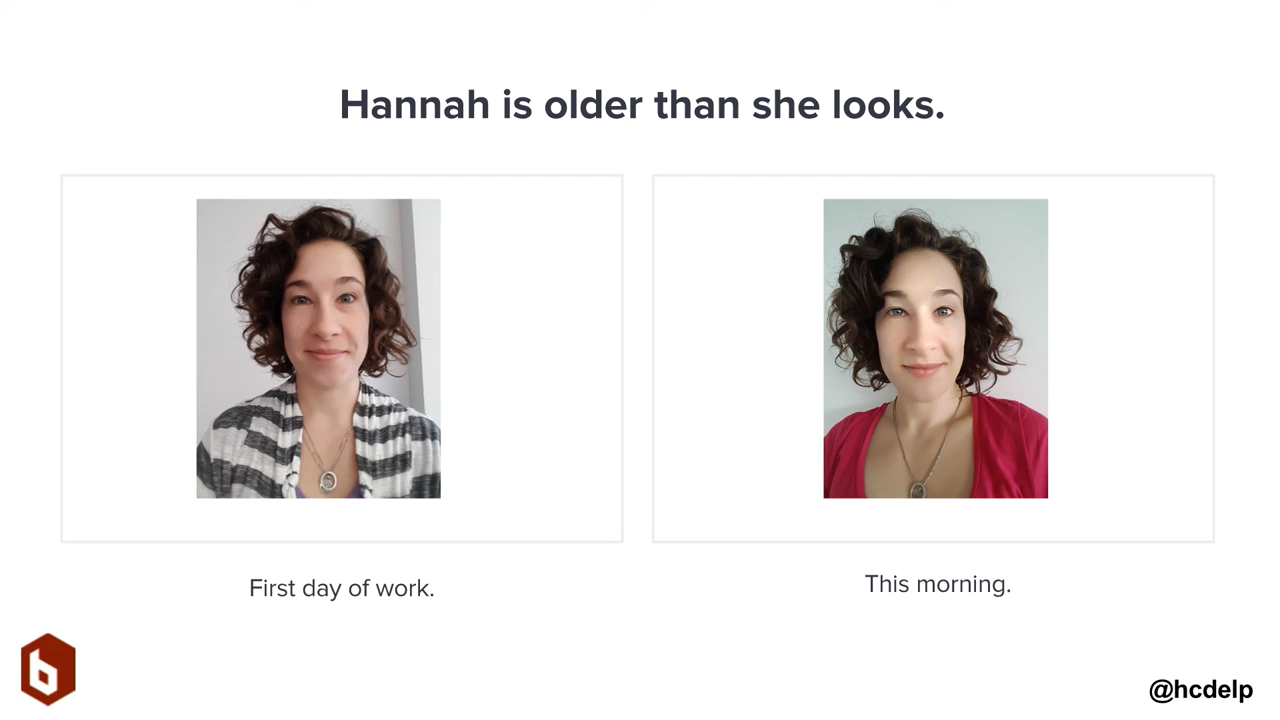 Hannah is older than she looks.
First day of work.
This morning.
b
@hcdelp